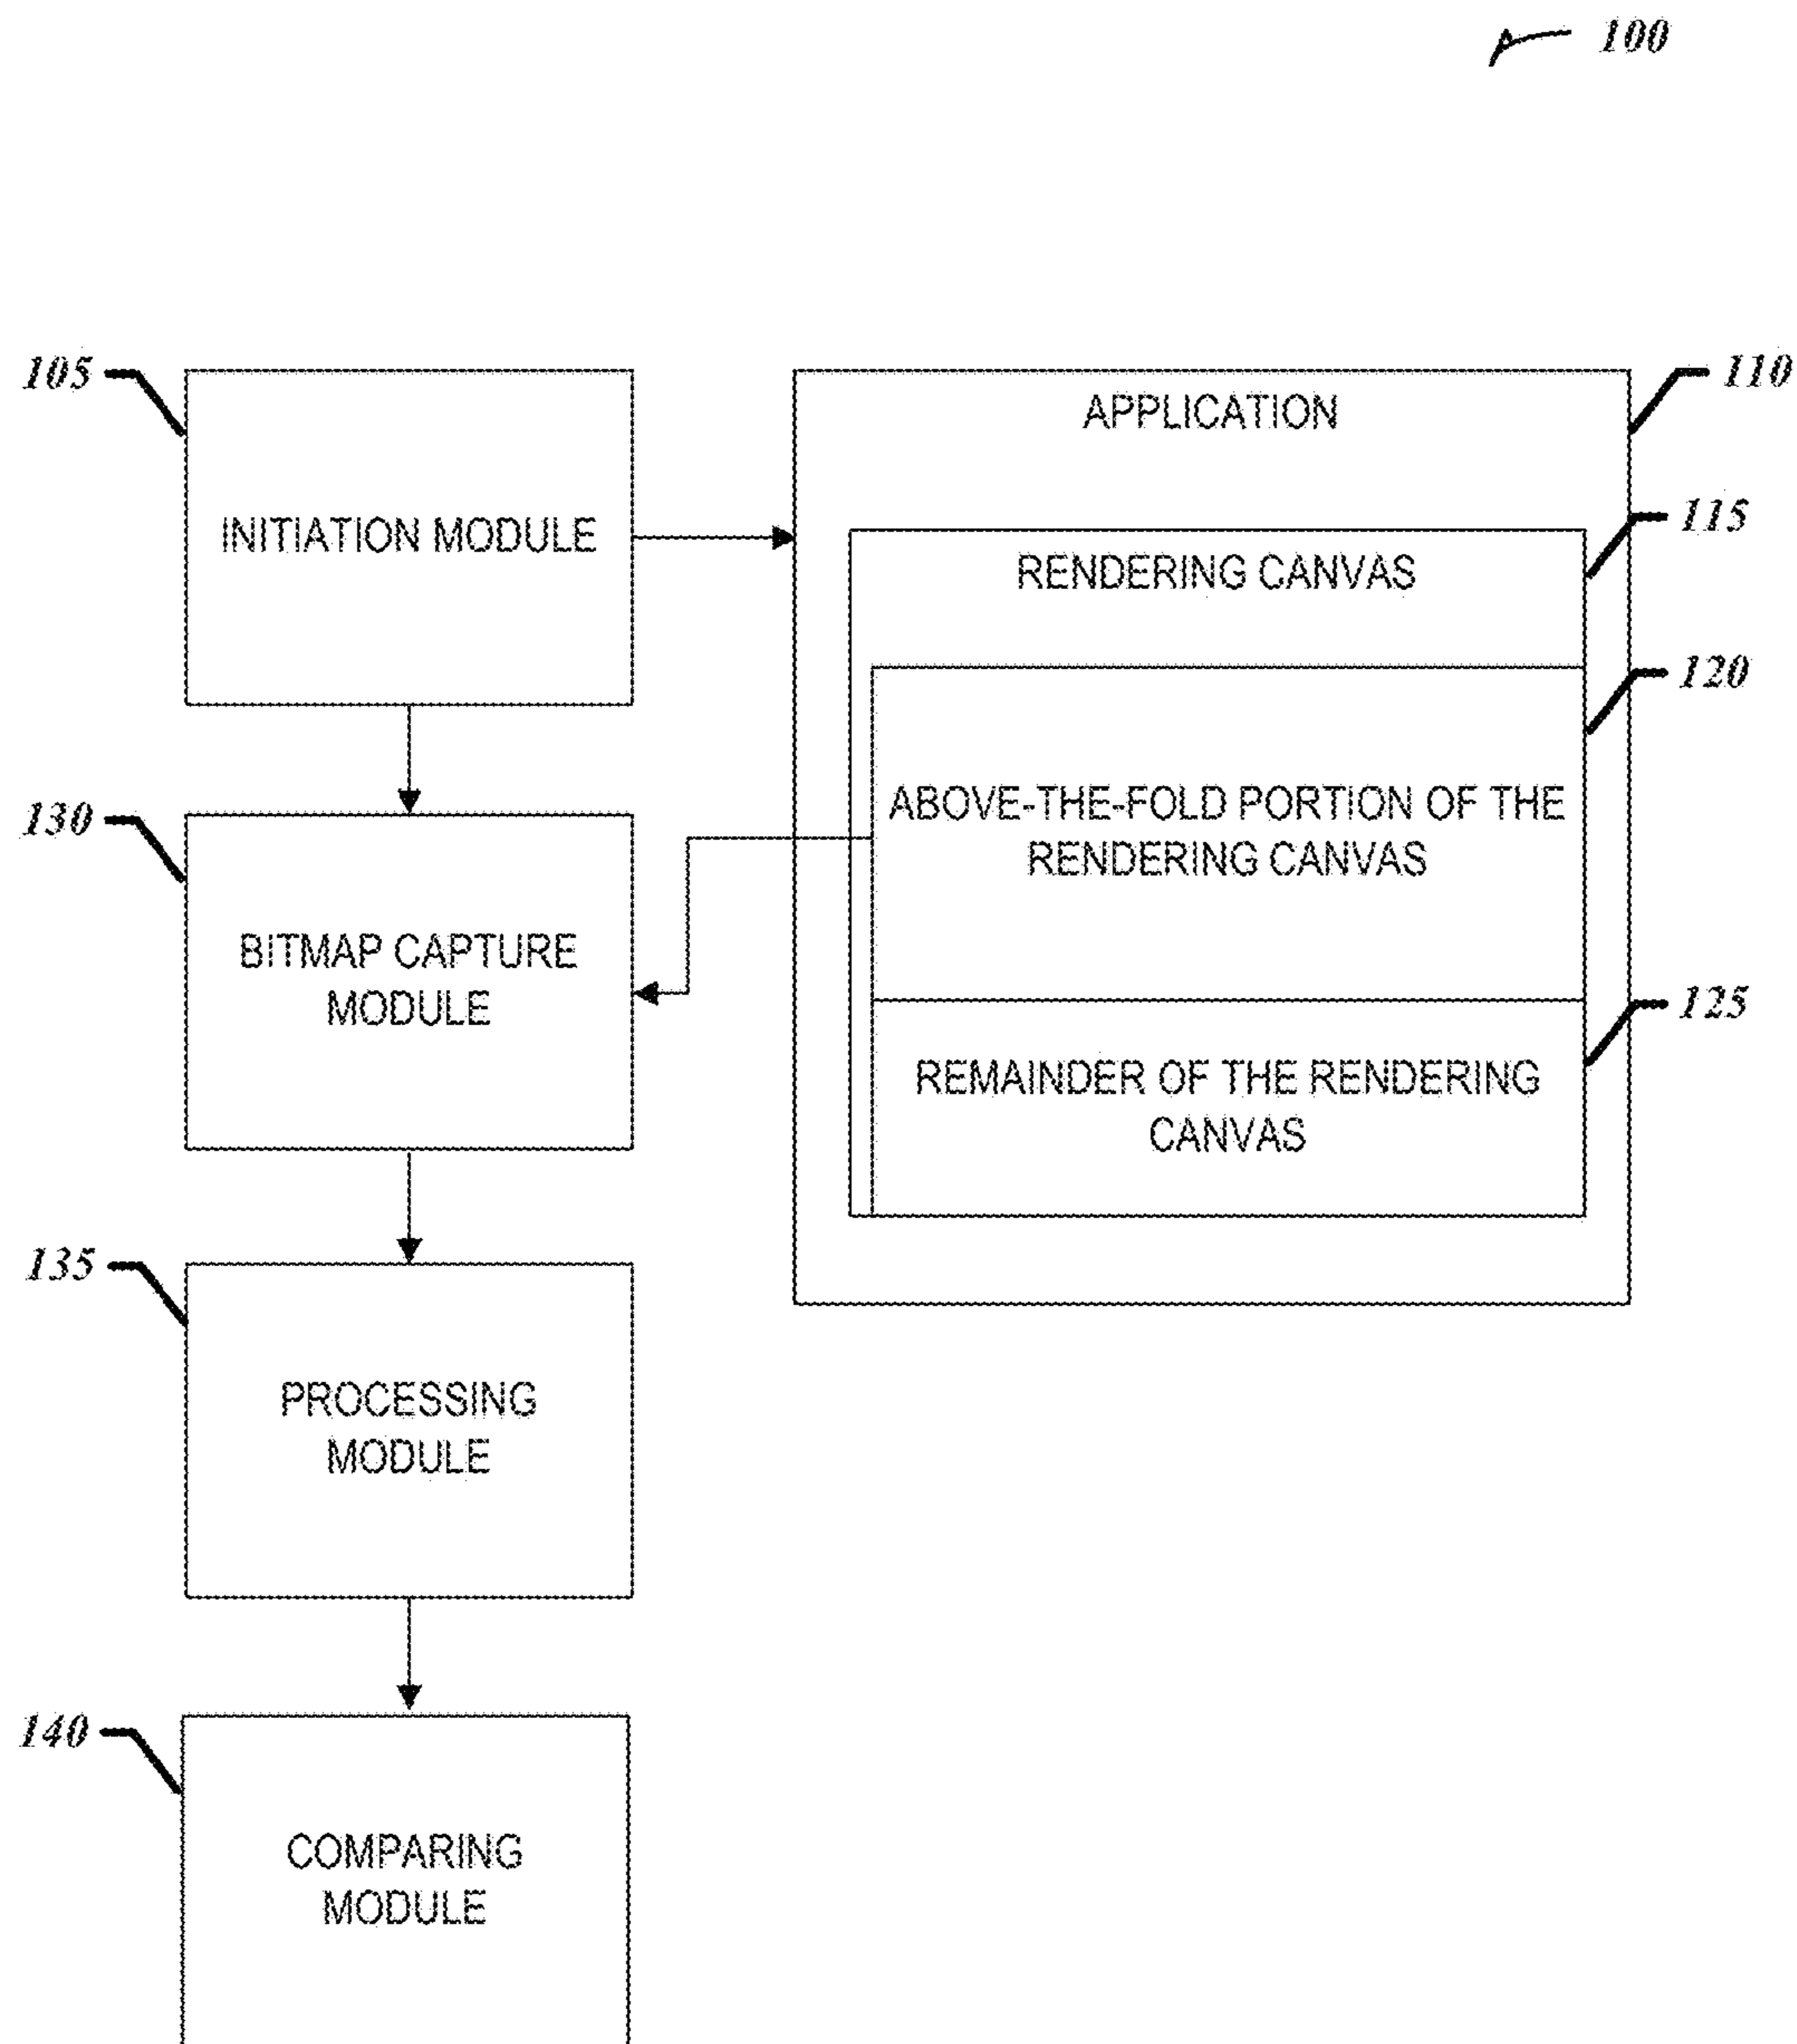 100
105
INITIATION MODULE
110
APPLICATION
115
RENDERING CANVAS
120
ABOVE-THE-FOLD PORTION OF THE
RENDERING CANVAS
125
REMAINDER OF THE RENDERING
CANVAS
130
BITMAP CAPTURE
MODULE
135
PROCESSING
MODULE
140
COMPARING
MODULE